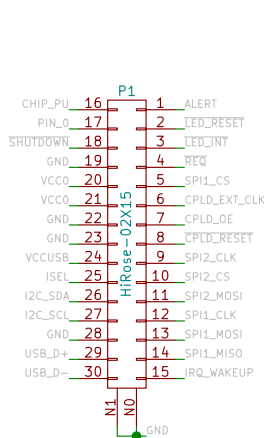 P1
CHIP_PU 16 1 ALERT
PIN_0 17 2 LED_RESET
SHUTDOWN 18 3 LED_INT
GND 19 4 REQ
VCC0 20 5 SPI1_CS
VCC0 21 6 CPLD_EXT_CLK
GND 22 7 CPLD_OE
GND 23 8 CPLD_RESET
VCCUSB 24 9 SPI2_CLK
ISEL 25 10 SPI2_CS
I2C_SDA 26 11 SPI2_MOSI
I2C_SCL 27 12 SPI1_CLK
GND 28 13 SPI1_MOSI
USB_D+ 29 14 SPI1_MISO
USB_D- 30 15 IRQ_WAKEUP
HiRose-02X15
N1 N0
GND